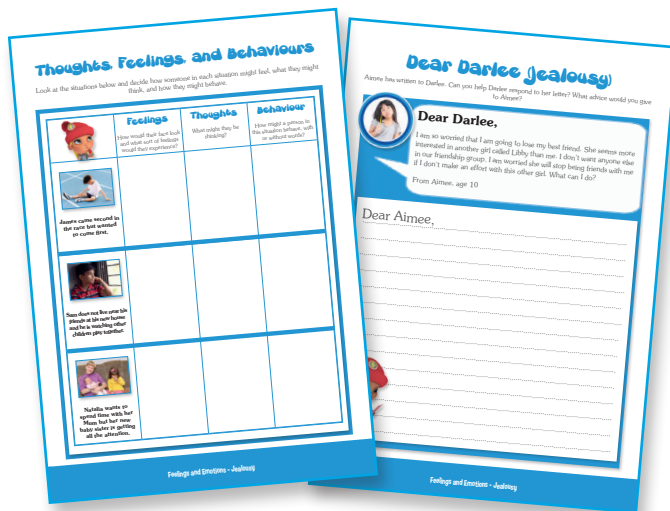 Thoughts, Feelings, and Behaviours
Look at the situations below and decide how someone in each situation might feel, what they might
think, and how they might behave.
Feelings
How would their face look
and what sort of feelings
would they experience?
Thoughts
What might they be
thinking?
Behaviour
How might a person in
this situation behave, with
or without words?
James came second in
the race but wanted
to come first.
Sam does not live near his
friends at his new house
and he is watching other
children play together.
Natalia wants to
spend time with her
Mum but her new
baby sister is getting
all the attention.
Feelings and Emotions - Jealousy
Dear Darlee (Jealousy)
Aimee has written to Darlee. Can you help Darlee respond to her letter? What advice would you give
to Aimee?
Dear Darlee,
I am so worried that I am going to lose my best friend. She seems more
interested in another girl called Libby than me. I don't want anyone else
in our friendship group. I am worried she will stop being friends with me
if I don't make an effort with this other girl. What can I do?
From Aimee, age 10
Dear Aimee,
Feelings and Emotions - Jealousy